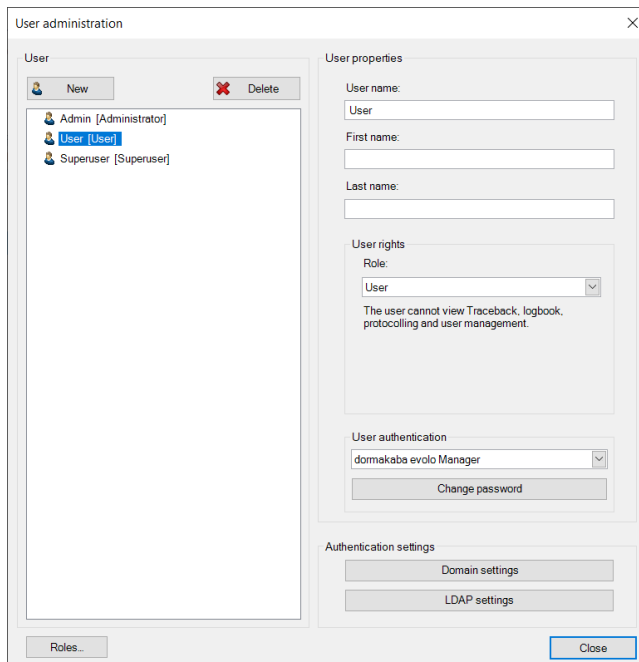 User administration
User
New
Delete
Admin [Administrator]
User [User]
Superuser [Superuser]
Roles...
User properties
User name:
User
First name:
Last name:
User rights
Role:
User
The user cannot view Traceback, logbook,
protocolling and user management.
User authentication
dormakaba evolo Manager
Change password
Authentication settings
Domain settings
LDAP settings
Close